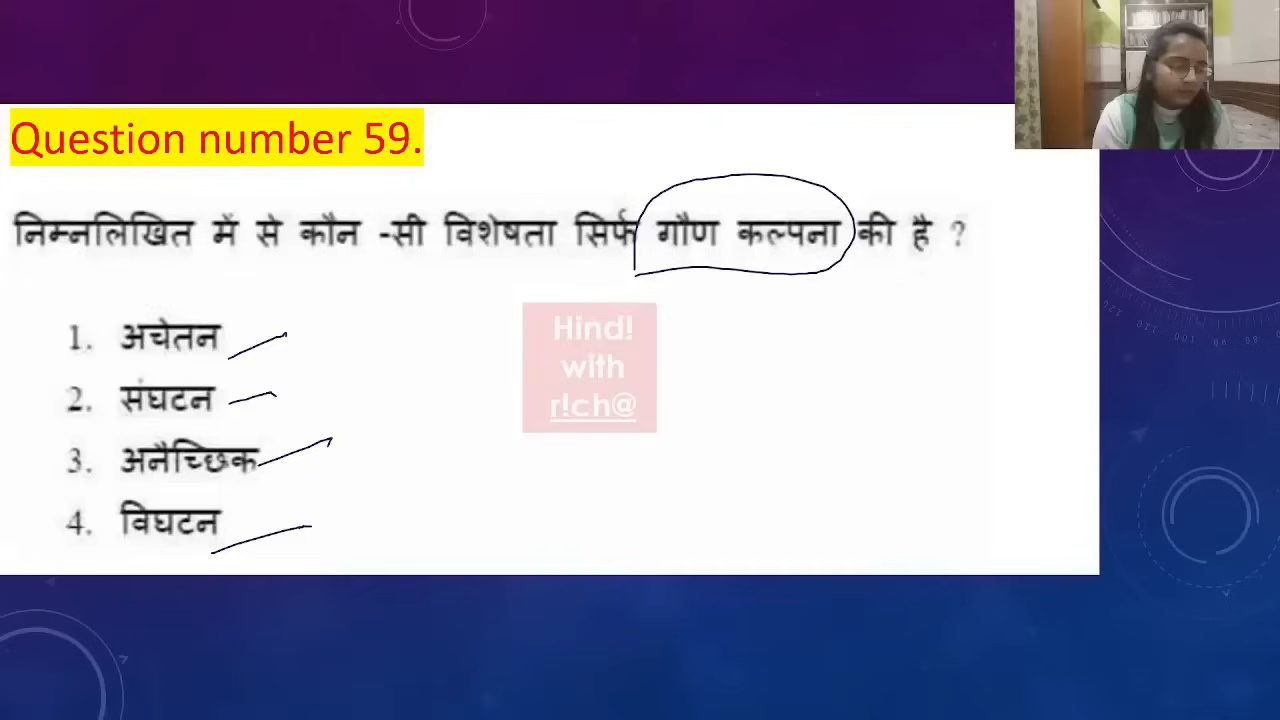 Question number 59.
निम्नलिखित में से कौन -सी विशेषता सिर्फ गौण कल्पना की है ?
1. अचेतन
2. संघटन
3. अनैच्छिक
4. विघटन
Hind!
with
r!ch@